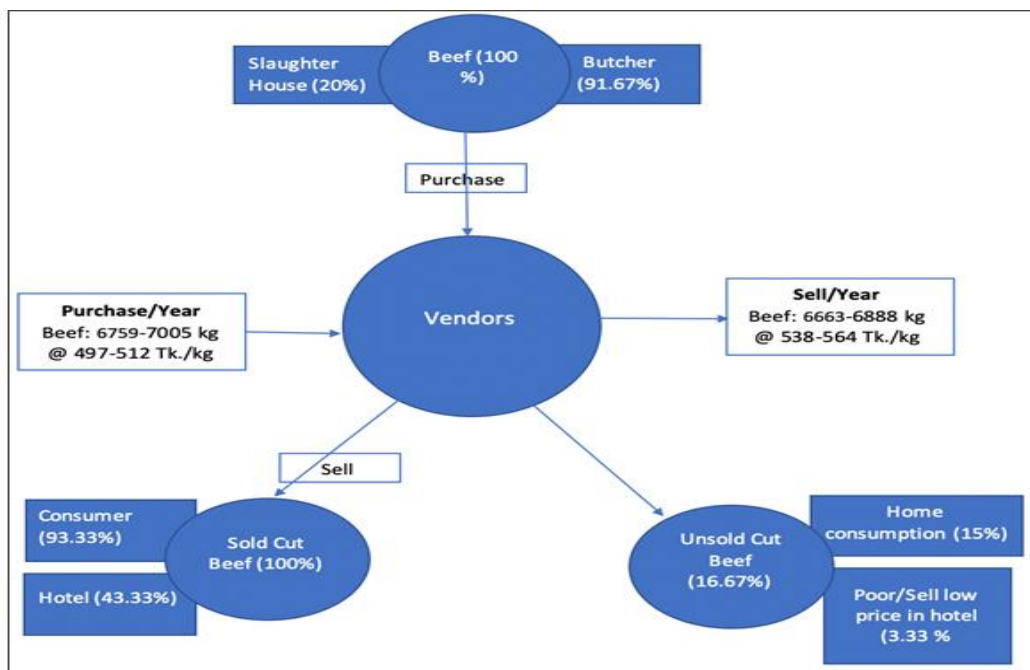 Slaughter
House (20%)
Beef (100
%)
Butcher
(91.67%)
Purchase
Purchase/Year
Beef: 6759-7005 kg
@ 497-512 Tk./kg
Vendors
Sell/Year
Beef: 6663-6888 kg
@ 538-564 Tk./kg
Sell
Consumer
(93.33%)
Hotel (43.33%)
Sold Cut
Beef (100%)
Unsold Cut
Beef
(16.67%)
Home
consumption (15%)
Poor/Sell low
price in hotel
(3.33 %